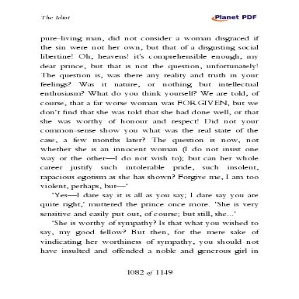 The Idiot
Planet PDF
pure-living man, did not consider a woman disgraced if
the sin were not her own, but that of a disgusting social
libertine! Oh, heavens! it's comprehensible enough, my
dear prince, but that is not the question, unfortunately!
The question is, was there any reality and truth in your
feelings? Was it nature, or nothing but intellectual
enthusiasm? What do you think yourself? We are told, of
course, that a far worse woman was FORGIVEN, but we
don't find that she was told that she had done well, or that
she was worthy of honour and respect! Did not your
common-sense show you what was the real state of the
case, a few months later? The question is now, not
whether she is an innocent woman (I do not insist one
way or the other—I do not wish to); but can her whole
career justify such intolerable pride, such insolent,
rapacious egotism as she has shown? Forgive me, I am too
violent, perhaps, but—'
'Yes—I dare say it is all as you say; I dare say you are
quite right,' muttered the prince once more. 'She is very
sensitive and easily put out, of course; but still, she...'
'She is worthy of sympathy? Is that what you wished to
say, my good fellow? But then, for the mere sake of
vindicating her worthiness of sympathy, you should not
have insulted and offended a noble and generous girl in
1082 of 1149